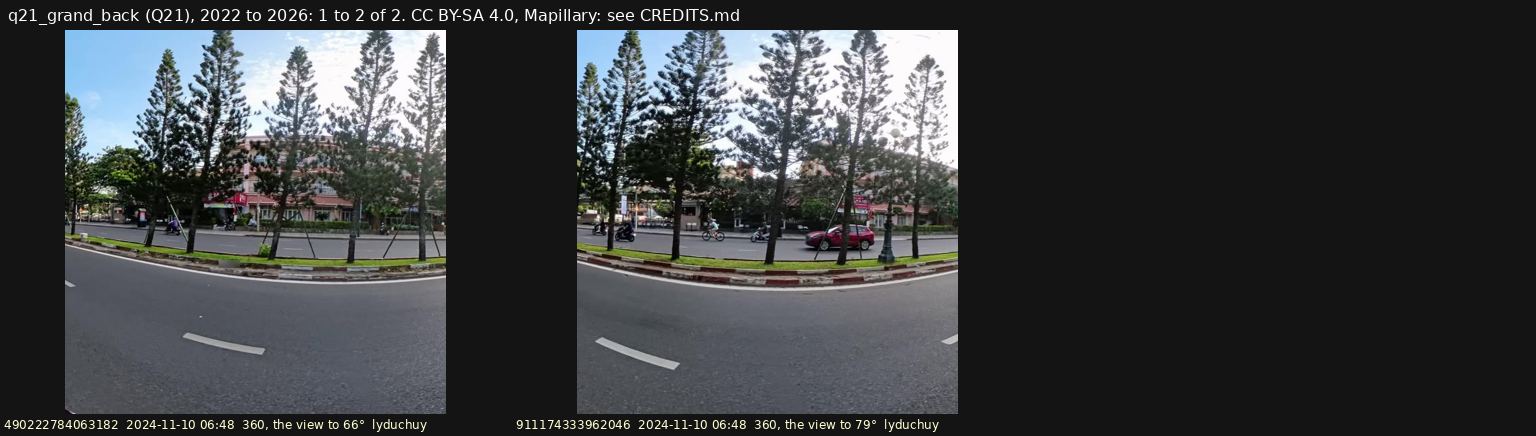 q21_grand_back (Q21), 2022 to 2026: 1 to 2 of 2. CC BY-SA 4.0, Mapillary: see CREDITS.md
490222784063182 2024-11-10 06:48 360, the view to 66° lyduchuy
911174333962046 2024-11-10 06:48 360, the view to 79° lyduchuy